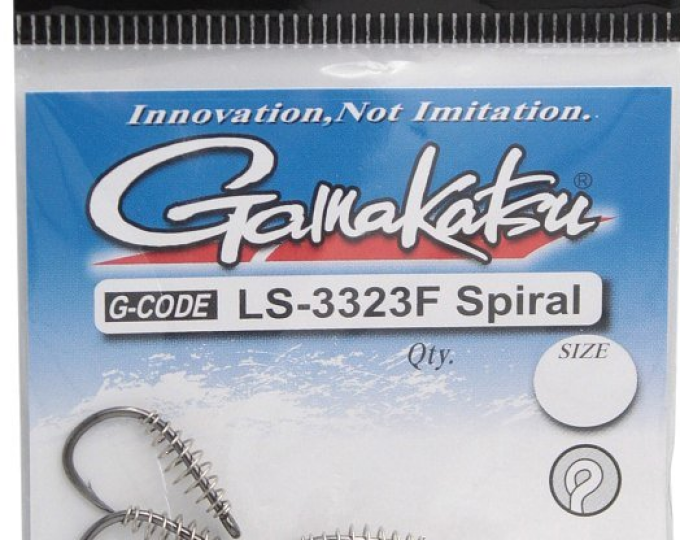 Innovation,Not Imitation.
Gamakatsu®
G-CODE LS-3323F Spiral
Qty. SIZE